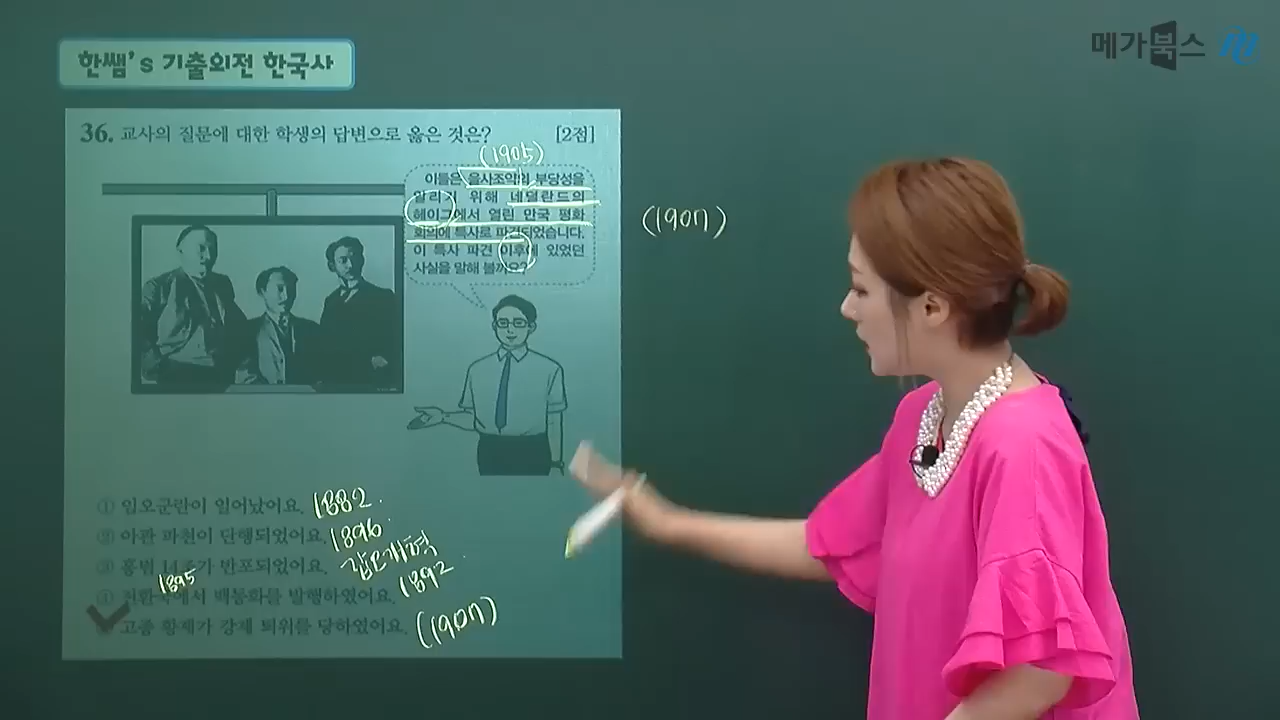 메가북스
한쌤's 기출외전 한국사
36. 교사의 질문에 대한 학생의 답변으로 옳은 것은? [2점]
(1905)
이들은 을사조약의 부당성을
알리기 위해 네덜란드의
헤이그에서 열린 만국 평화
회의에 특사로 파견되었습니다.
이 특사 파견 이후에 있었던
사실을 말해 볼까요?
(1907)
① 임오군란이 일어났어요. 1882.
② 아관 파천이 단행되었어요. 1896.
③ 홍범 14조가 반포되었어요. 갑오개혁
1895
④ 전환국에서 백동화를 발행하였어요. 1892.
고종 황제가 강제 퇴위를 당하였어요. (1907)